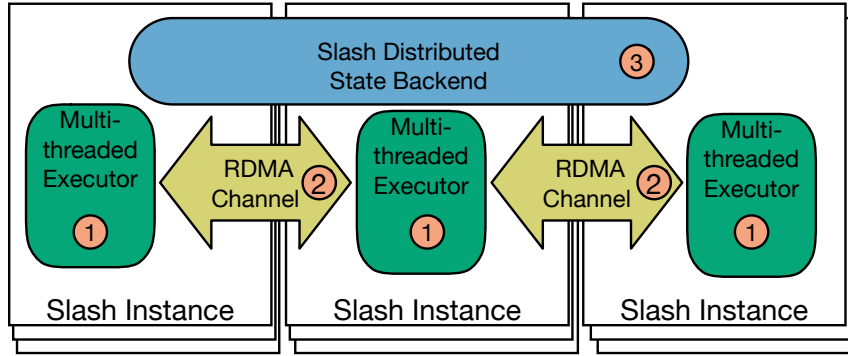 Slash Distributed
State Backend
3
Multi-
threaded
Executor
1
RDMA
Channel
2
Multi-
threaded
Executor
1
RDMA
Channel
2
Multi-
threaded
Executor
1
Slash Instance
Slash Instance
Slash Instance